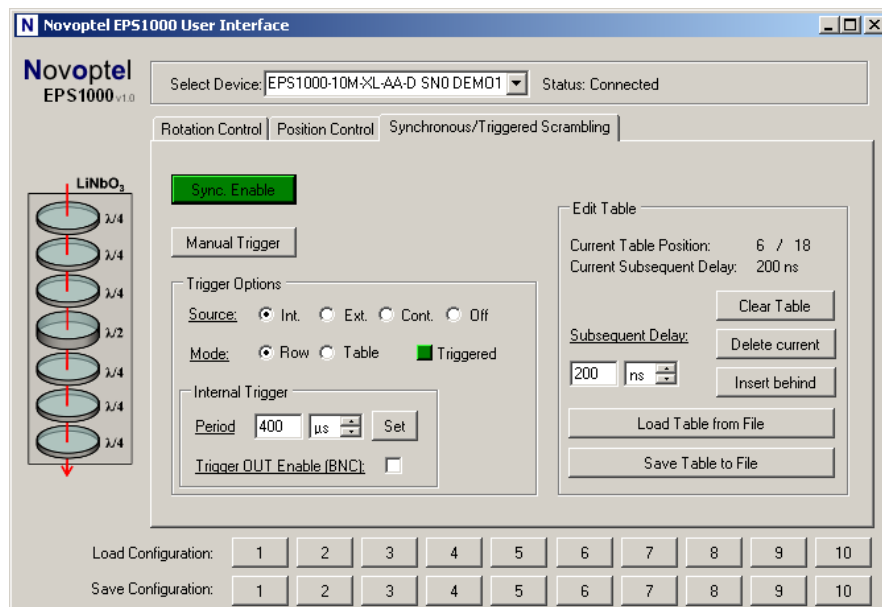 N Novoptel EPS1000 User Interface
Novoptel
EPS1000 v1.0
Select Device: EPS1000-10M-XL-AA-D SN0 DEMO1 Status: Connected
Rotation Control Position Control Synchronous/Triggered Scrambling
LiNbO3
λ/4
λ/4
λ/4
λ/2
λ/4
λ/4
λ/4
Sync. Enable
Manual Trigger
Trigger Options
Source: Int. Ext. Cont. Off
Mode: Row Table Triggered
Internal Trigger
Period 400 µs Set
Trigger OUT Enable (BNC):
Edit Table
Current Table Position: 6 / 18
Current Subsequent Delay: 200 ns
Clear Table
Subsequent Delay:
Delete current
200 ns
Insert behind
Load Table from File
Save Table to File
Load Configuration: 1 2 3 4 5 6 7 8 9 10
Save Configuration: 1 2 3 4 5 6 7 8 9 10